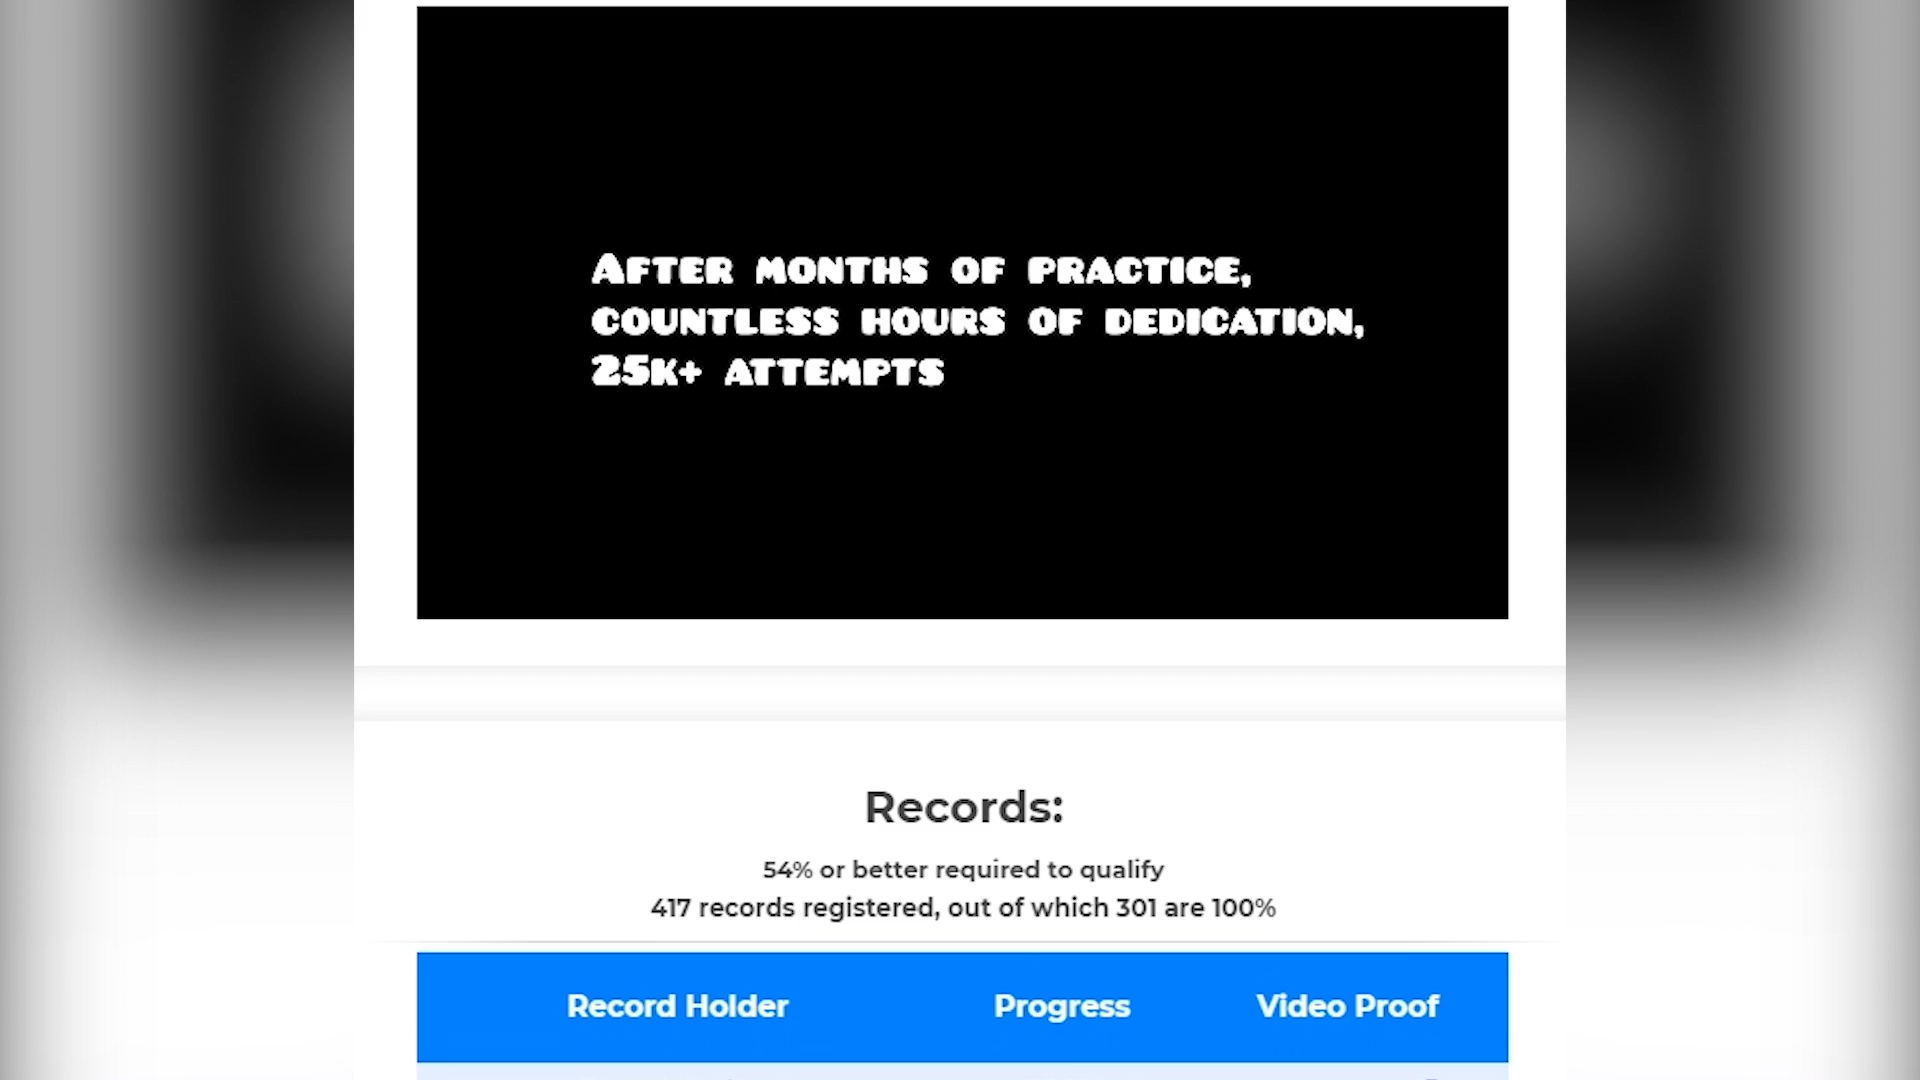 After months of practice,
countless hours of dedication,
25k+ attempts
Records:
54% or better required to qualify
417 records registered, out of which 301 are 100%
Record Holder Progress Video Proof